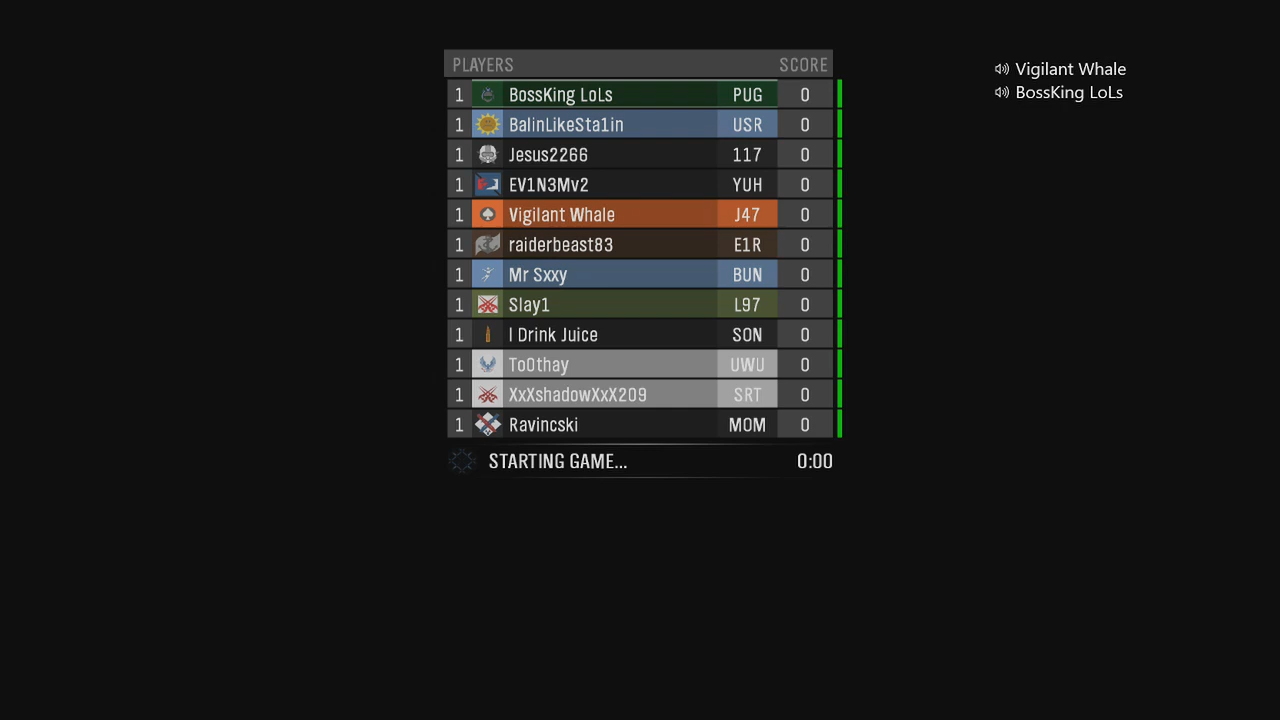 PLAYERS SCORE
1 BossKing LoLs PUG 0
1 BalinLikeSta1in USR 0
1 Jesus2266 117 0
1 EV1N3Mv2 YUH 0
1 Vigilant Whale J47 0
1 raiderbeast83 E1R 0
1 Mr Sxxy BUN 0
1 Slay1 L97 0
1 I Drink Juice SON 0
1 To0thay UWU 0
1 XxXshadowXxX209 SRT 0
1 Ravincski MOM 0
STARTING GAME... 0:00
Vigilant Whale
BossKing LoLs